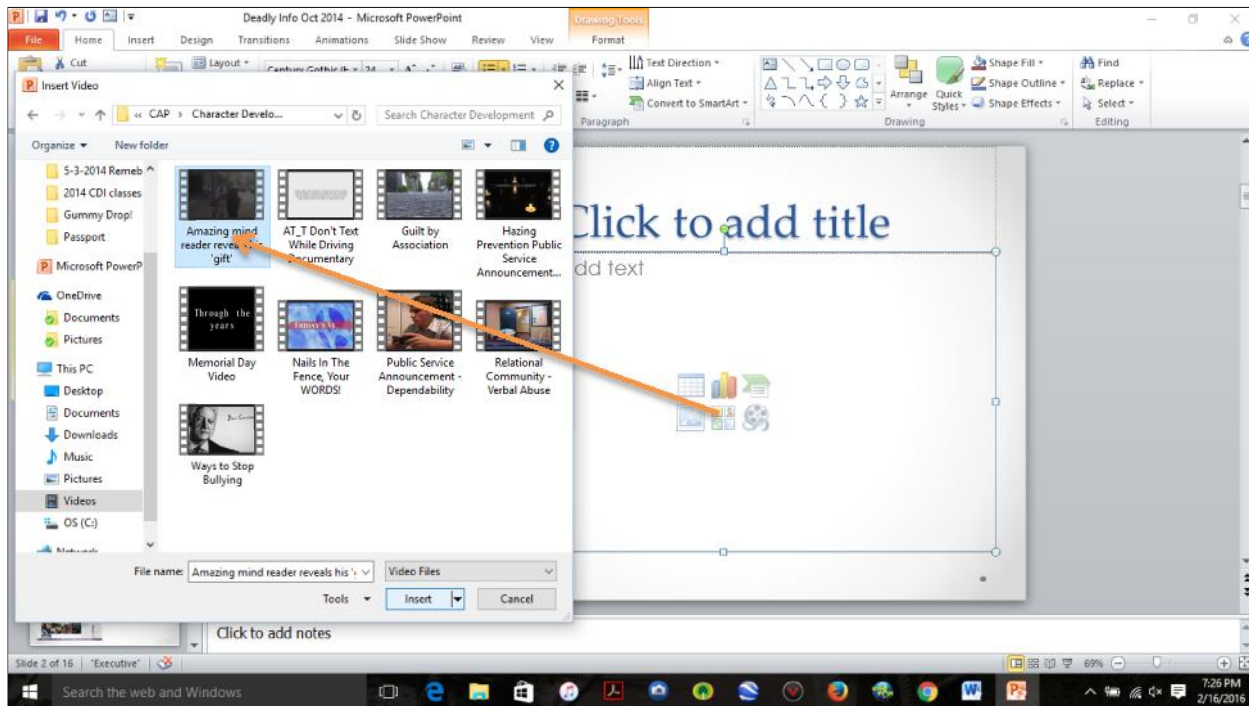 Deadly Info Oct 2014 - Microsoft PowerPoint
Drawing Tools
File Home Insert Design Transitions Animations Slide Show Review View Format
Cut
Layout
Century Gothic (H 24
Text Direction
Align Text
Convert to SmartArt
Paragraph
Arrange
Quick Styles
Shape Fill
Shape Outline
Shape Effects
Drawing
Find
Replace
Select
Editing
Insert Video
« CAP › Character Develo...
Search Character Development
Organize New folder
5-3-2014 Remeb
2014 CDI classes
Gummy Drop!
Passport
Microsoft PowerP
OneDrive
Documents
Pictures
This PC
Desktop
Documents
Downloads
Music
Pictures
Videos
OS (C:)
Network
Amazing mind
reader reveals his
'gift'
AT_T Don't Text
While Driving
Documentary
Guilt by
Association
Hazing
Prevention Public
Service
Announcement...
Through the
years
Memorial Day
Video
Nails In The
Fence, Your
WORDS!
Public Service
Announcement -
Dependability
Relational
Community -
Verbal Abuse
Ways to Stop
Bullying
File name: Amazing mind reader reveals his '
Video Files
Tools Insert Cancel
Click to add title
dd text
Click to add notes
Slide 2 of 16 "Executive" 69%
Search the web and Windows
7:26 PM
2/16/2016